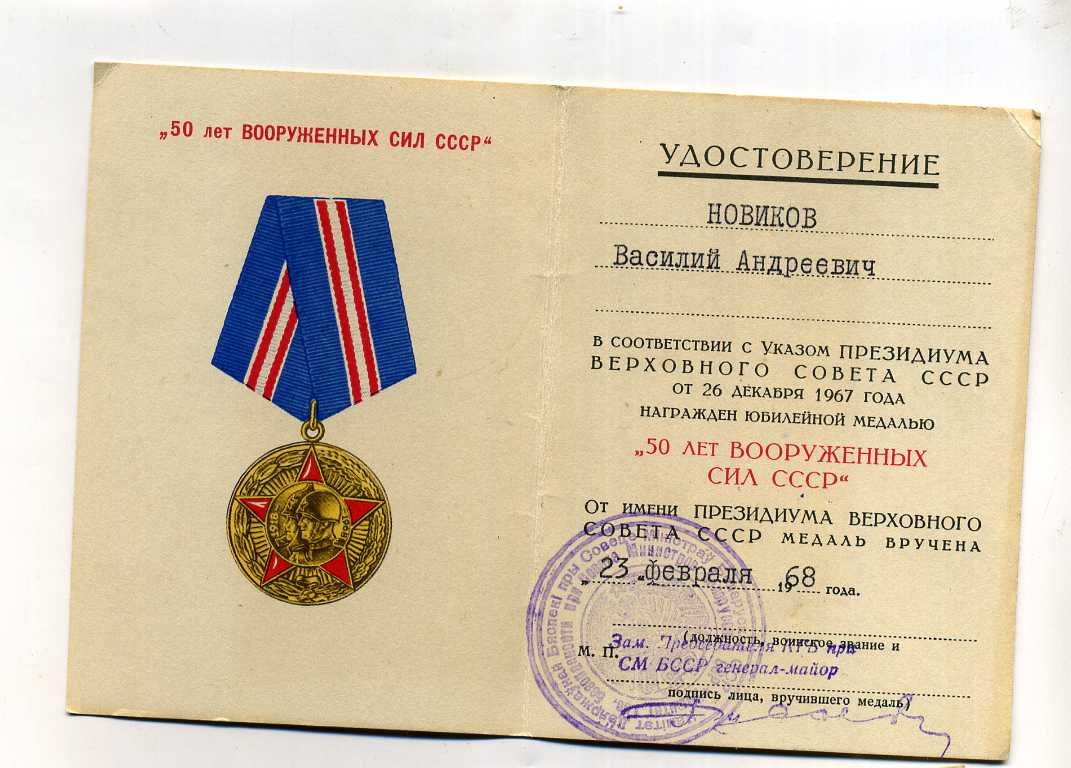 „50 лет ВООРУЖЕННЫХ СИЛ СССР“
УДОСТОВЕРЕНИЕ
НОВИКОВ
Василий Андреевич
В СООТВЕТСТВИИ С УКАЗОМ ПРЕЗИДИУМА
ВЕРХОВНОГО СОВЕТА СССР
ОТ 26 ДЕКАБРЯ 1967 ГОДА
НАГРАЖДЕН ЮБИЛЕЙНОЙ МЕДАЛЬЮ
„50 ЛЕТ ВООРУЖЕННЫХ
СИЛ СССР“
ОТ ИМЕНИ ПРЕЗИДИУМА ВЕРХОВНОГО
СОВЕТА СССР МЕДАЛЬ ВРУЧЕНА
„23 „февраля 1968 года.
(должность, воинское звание и
Зам. Председателя КГБ при
М. П.
СМ БССР генерал-майор
подпись лица, вручившего медаль)